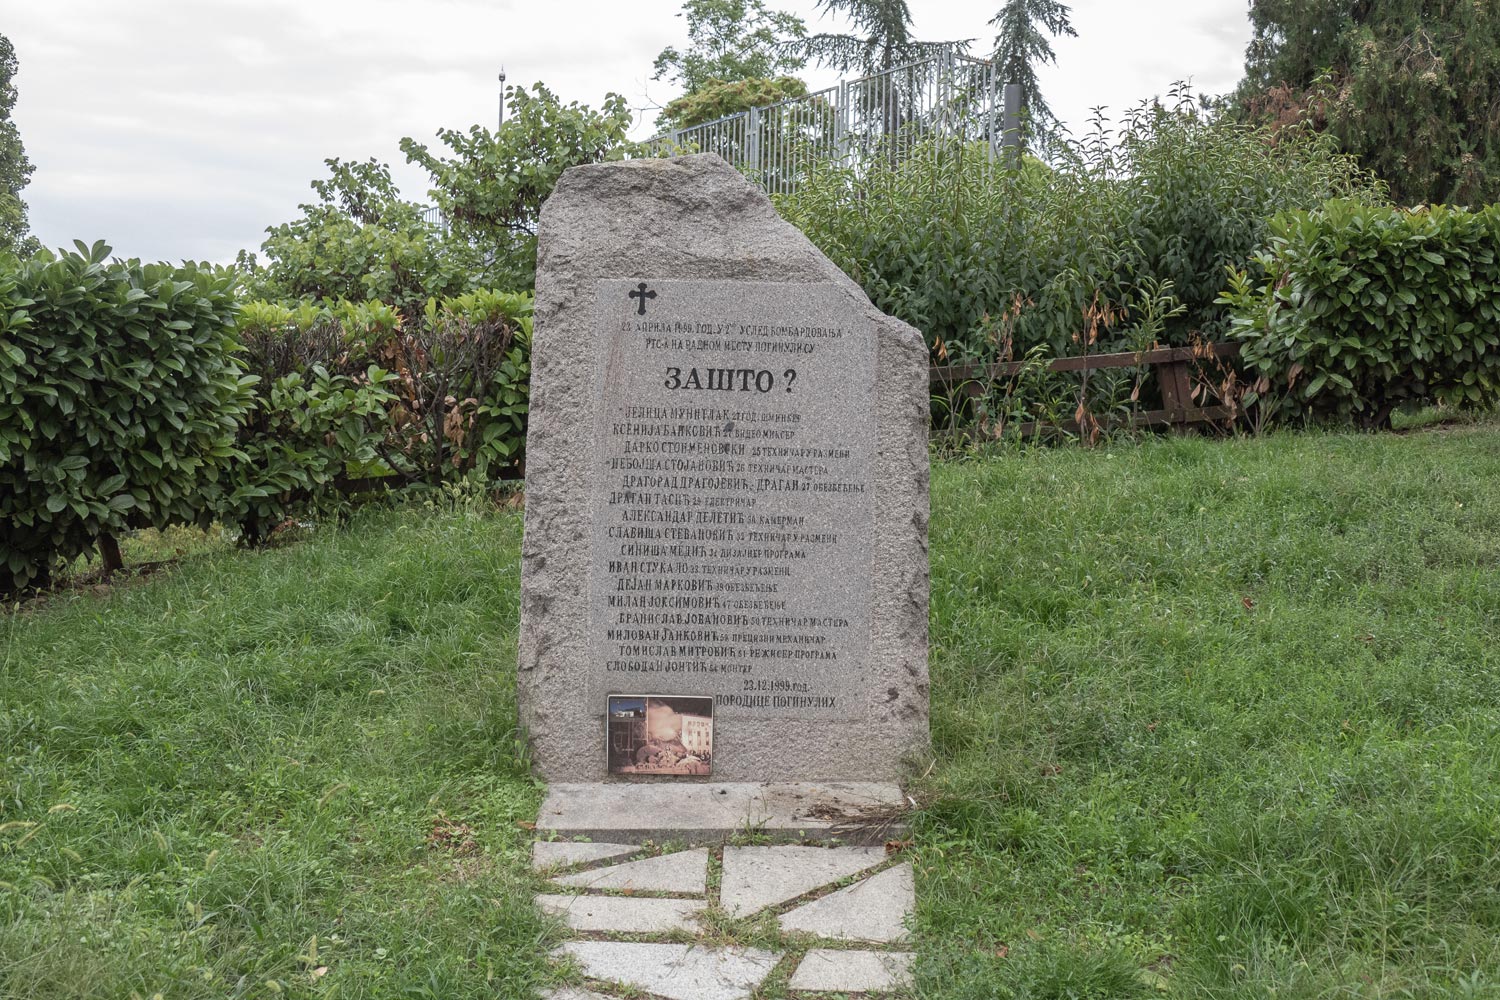 23 АПРИЛА 1999. ГОД. У 2⁰⁶ УСЛЕД БОМБАРДОВАЊА
РТС-А НА РАДНОМ МЕСТУ ПОГИНУЛИ СУ
ЗАШТО ?
ЈЕЛИЦА МУНИТЛАК 27 ГОД. ШМИНКЕР
КСЕНИЈА БАНКОВИЋ 27 ВИДЕО МИКСЕР
ДАРКО СТОИМЕНОВСКИ 25 ТЕХНИЧАР У РАЗМЕНИ
НЕБОЈША СТОЈАНОВИЋ 26 ТЕХНИЧАР МАСТЕРА
ДРАГОРАД ДРАГОЈЕВИЋ - ДРАГАН 27 ОБЕЗБЕЂЕЊЕ
ДРАГАН ТАСИЋ 29 ЕЛЕКТРИЧАР
АЛЕКСАНДАР ДЕЛЕТИЋ 30 КАМЕРМАН
СЛАВИША СТЕВАНОВИЋ 32 ТЕХНИЧАР У РАЗМЕНИ
СИНИША МЕДИЋ 32 ДИЗАЈНЕР ПРОГРАМА
ИВАН СТУКАЛО 33 ТЕХНИЧАР У РАЗМЕНИ
ДЕЈАН МАРКОВИЋ 39 ОБЕЗБЕЂЕЊЕ
МИЛАН ЈОКСИМОВИЋ 47 ОБЕЗБЕЂЕЊЕ
БРАНИСЛАВ ЈОВАНОВИЋ 50 ТЕХНИЧАР МАСТЕРА
МИЛОВАН ЈАНКОВИЋ 59 ПРЕЦИЗНИ МЕХАНИЧАР
ТОМИСЛАВ МИТРОВИЋ 61 РЕЖИСЕР ПРОГРАМА
СЛОБОДАН ЈОНТИЋ 54 МОНТЕР
23.12.1999. год.
ПОРОДИЦЕ ПОГИНУЛИХ